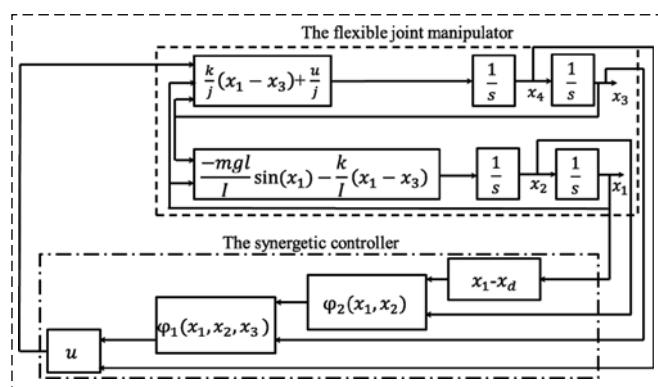 The flexible joint manipulator
k/j (x₁ − x₃)+ u/j
1/s
x₄
1/s
x₃
−mgl/I sin(x₁) − k/I (x₁ − x₃)
1/s
x₂
1/s
x₁
The synergetic controller
x₁-x_d
φ₂(x₁, x₂)
φ₁(x₁, x₂, x₃)
u